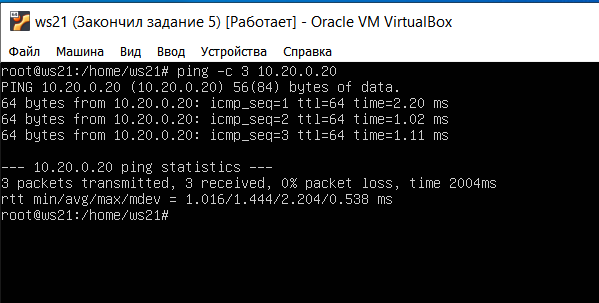 ws21 (Закончил задание 5) [Работает] - Oracle VM VirtualBox
Файл Машина Вид Ввод Устройства Справка
root@ws21:/home/ws21# ping -c 3 10.20.0.20
PING 10.20.0.20 (10.20.0.20) 56(84) bytes of data.
64 bytes from 10.20.0.20: icmp_seq=1 ttl=64 time=2.20 ms
64 bytes from 10.20.0.20: icmp_seq=2 ttl=64 time=1.02 ms
64 bytes from 10.20.0.20: icmp_seq=3 ttl=64 time=1.11 ms
--- 10.20.0.20 ping statistics ---
3 packets transmitted, 3 received, 0% packet loss, time 2004ms
rtt min/avg/max/mdev = 1.016/1.444/2.204/0.538 ms
root@ws21:/home/ws21#